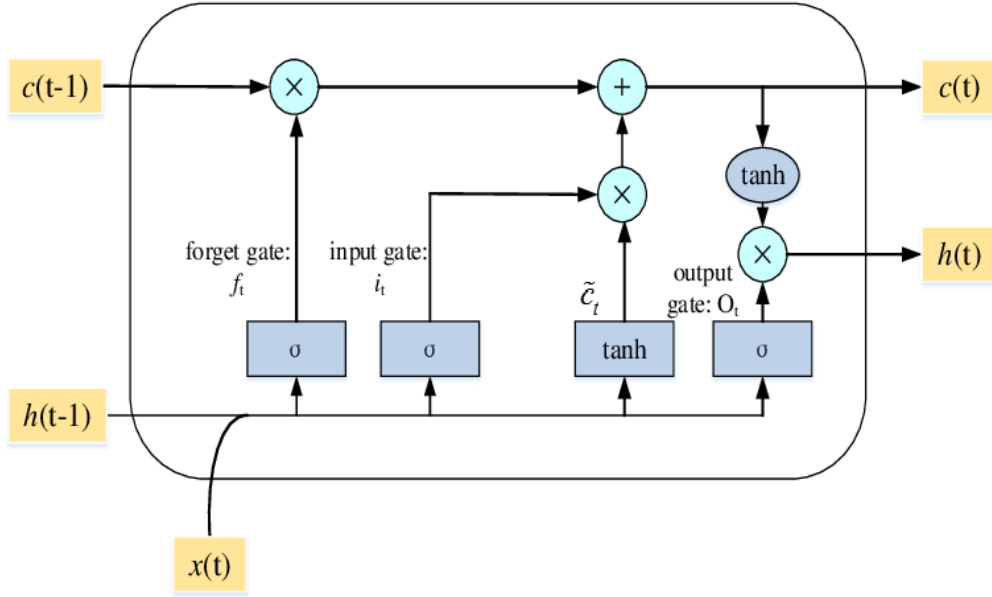 c(t-1)
×
+
c(t)
tanh
×
forget gate:
f_t
input gate:
i_t
c̃_t
output
gate: O_t
×
h(t)
σ
σ
tanh
σ
h(t-1)
x(t)